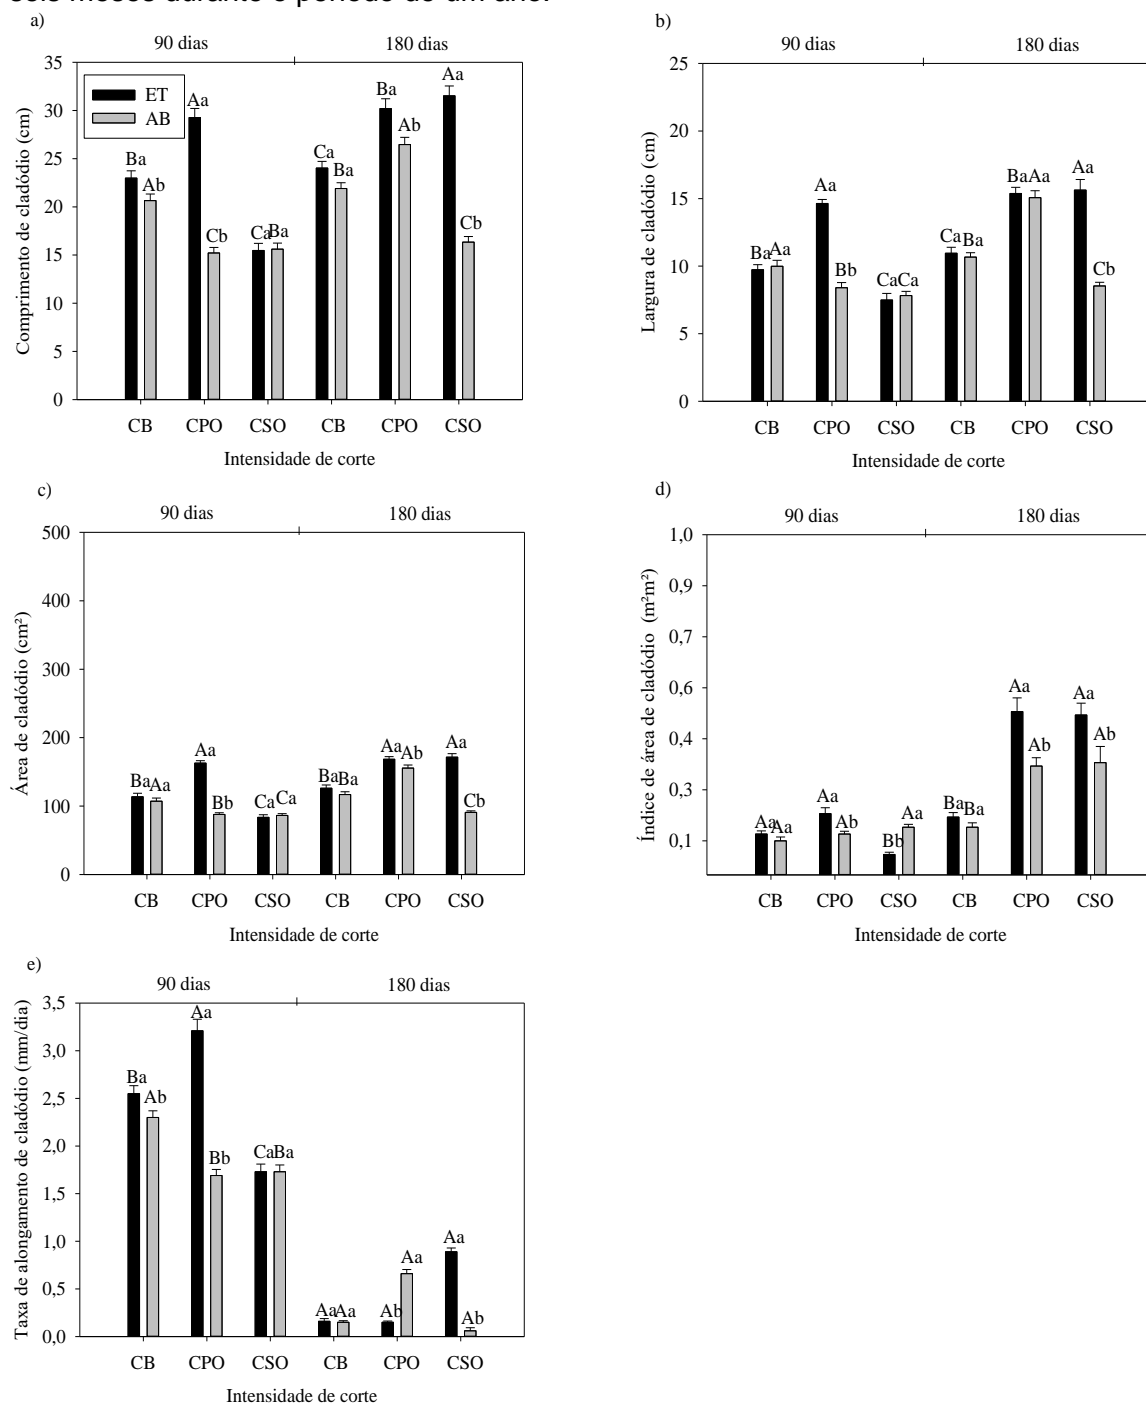 seis meses durante o período de um ano.
a)
90 dias 180 dias
35
30
25
20
15
10
5
0
Comprimento de cladódio (cm)
ET
AB
Ba Ab Aa Cb Ca Ba Ca Ba Ba Ab Aa Cb
CB CPO CSO CB CPO CSO
Intensidade de corte
b)
90 dias 180 dias
25
20
15
10
5
0
Largura de cladódio (cm)
Ba Aa Aa Bb Ca Ca Ca Ba Ba Aa Aa Cb
CB CPO CSO CB CPO CSO
Intensidade de corte
c)
90 dias 180 dias
500
400
300
200
100
0
Área de cladódio (cm²)
Ba Aa Aa Bb Ca Ca Ba Ba Aa Ab Aa Cb
CB CPO CSO CB CPO CSO
Intensidade de corte
d)
90 dias 180 dias
1,0
0,9
0,7
0,6
0,4
0,3
0,1
Índice de área de cladódio (m²m²)
Aa Aa Aa Ab Bb Aa Ba Ba Aa Ab Aa Ab
CB CPO CSO CB CPO CSO
Intensidade de corte
e)
90 dias 180 dias
3,5
3,0
2,5
2,0
1,5
1,0
0,5
0,0
Taxa de alongamento de cladódio (mm/dia)
Ba Ab Aa Bb Ca Ba Aa Aa Ab Aa Aa Ab
CB CPO CSO CB CPO CSO
Intensidade de corte